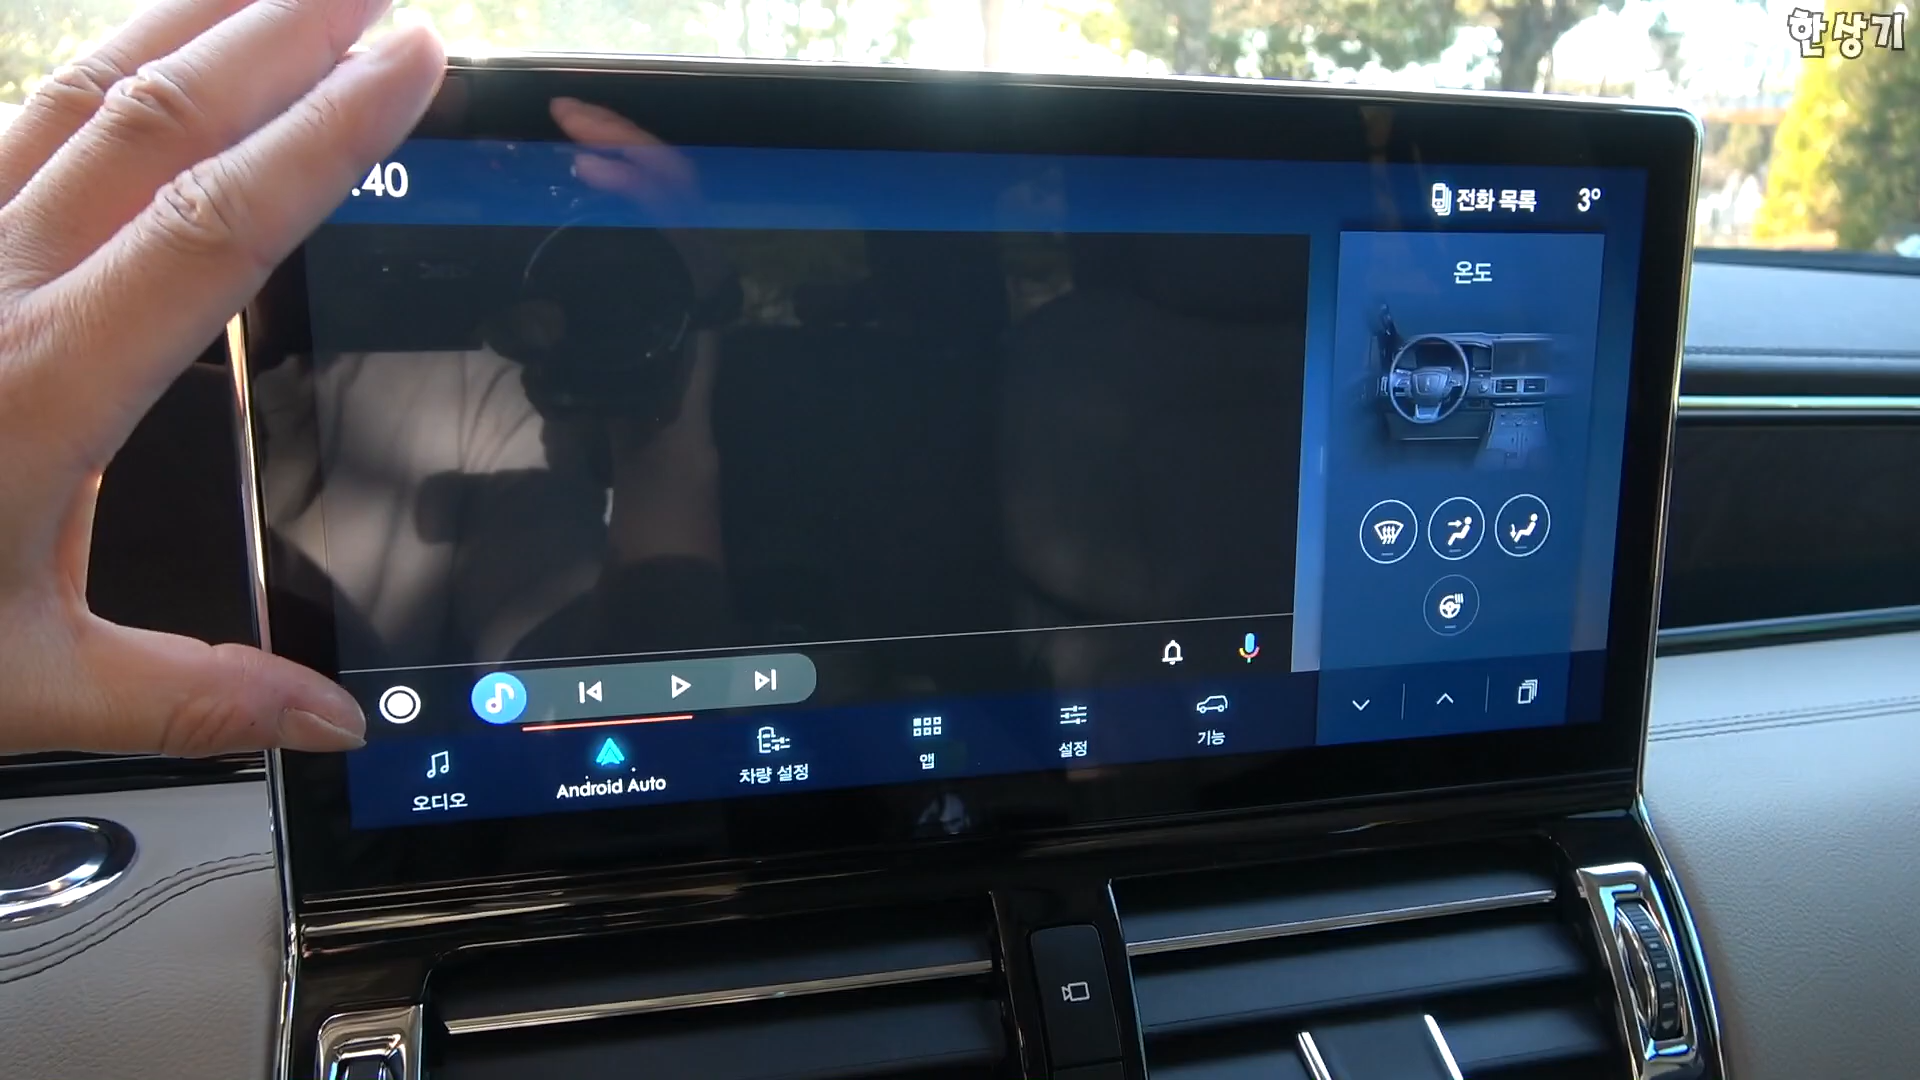 한상기
:40
전화 목록 3°
온도
오디오
Android Auto
차량 설정
앱
설정
기능